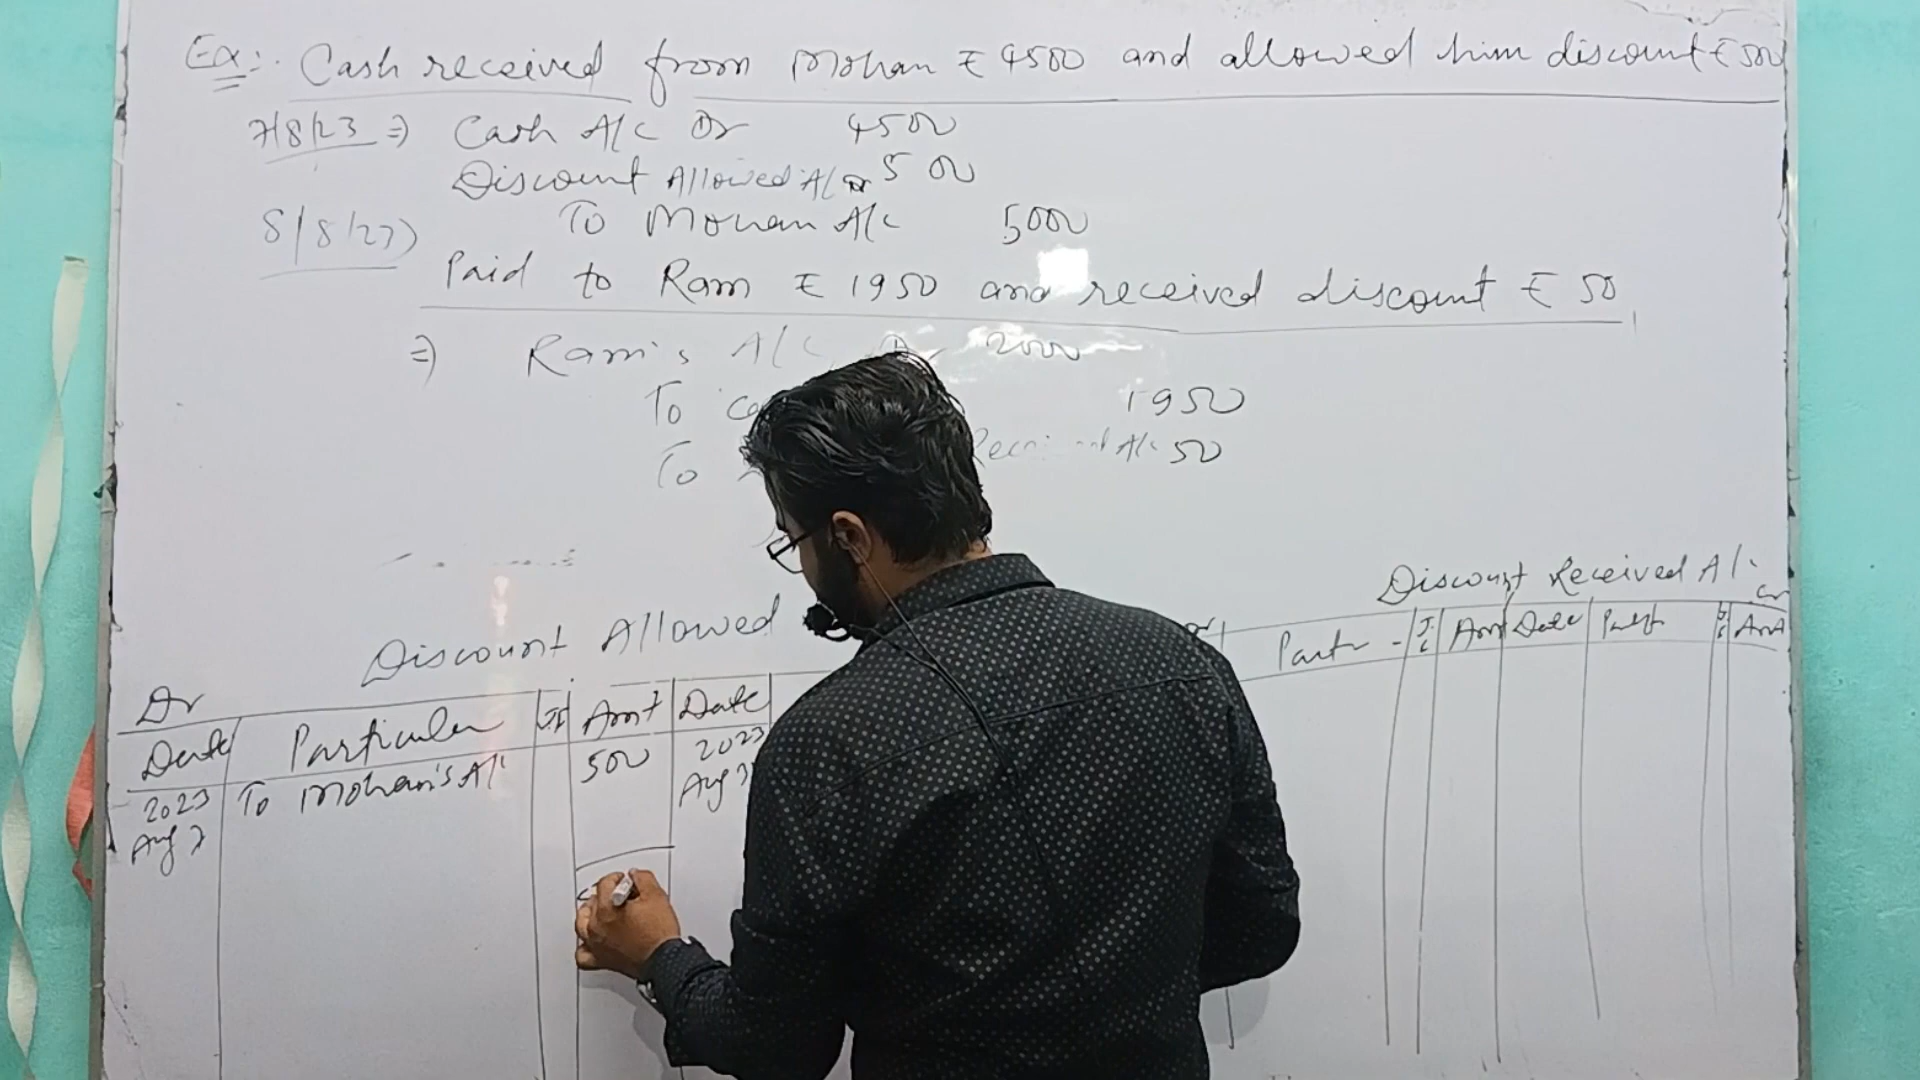 Ex:- Cash received from Mohan ₹ 4500 and allowed him discount ₹ 500
7/8/23 ⇒ Cash A/c Dr 4500
Discount Allowed A/c Dr 500
To Mohan A/c 5000
8/8/23)
Paid to Ram ₹ 1950 and received discount ₹ 50
⇒ Ram's A/c Dr 2000
To 1950
To A/c 50
Discount Allowed
Dr
Date Particular J.F Amt Date
2023 To Mohan's A/c 500 2023
Aug 7 Aug 31
Discount Received A/c
Cr
Part - Amt Date Amt